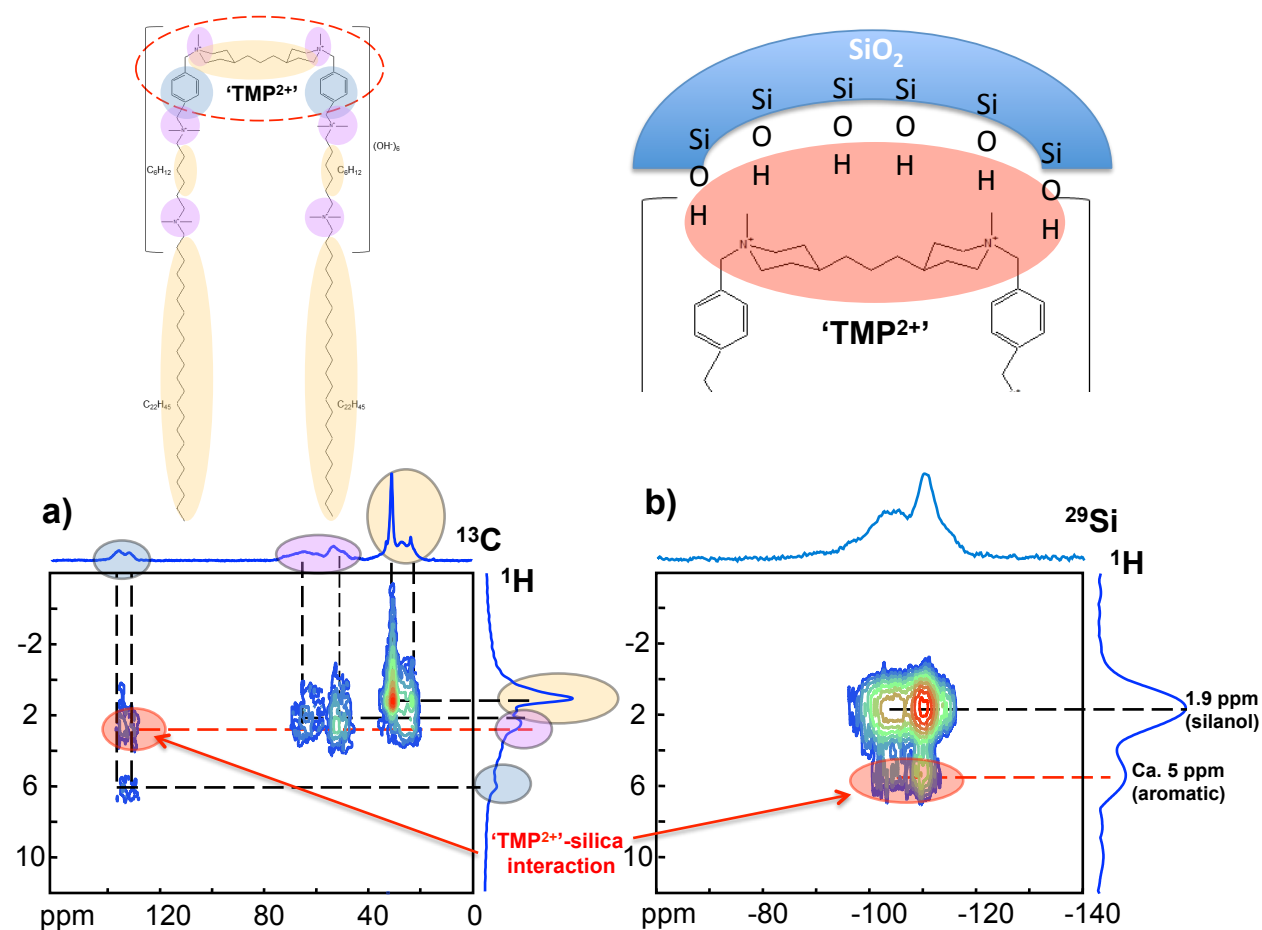 ‘TMP²⁺’
N⁺
N⁺
N⁺
N⁺
C₆H₁₂
C₆H₁₂
(OH⁻)₆
N⁺
N⁺
C₂₂H₄₅
C₂₂H₄₅
SiO₂
Si Si Si Si Si Si
O O O O O O
H H H H H H
N⁺
N⁺
‘TMP²⁺’
a)
¹³C
¹H
-2
2
6
10
ppm 120 80 40 0
b)
²⁹Si
¹H
-2
2
6
10
ppm -80 -100 -120 -140
1.9 ppm
(silanol)
Ca. 5 ppm
(aromatic)
‘TMP²⁺’-silica
interaction